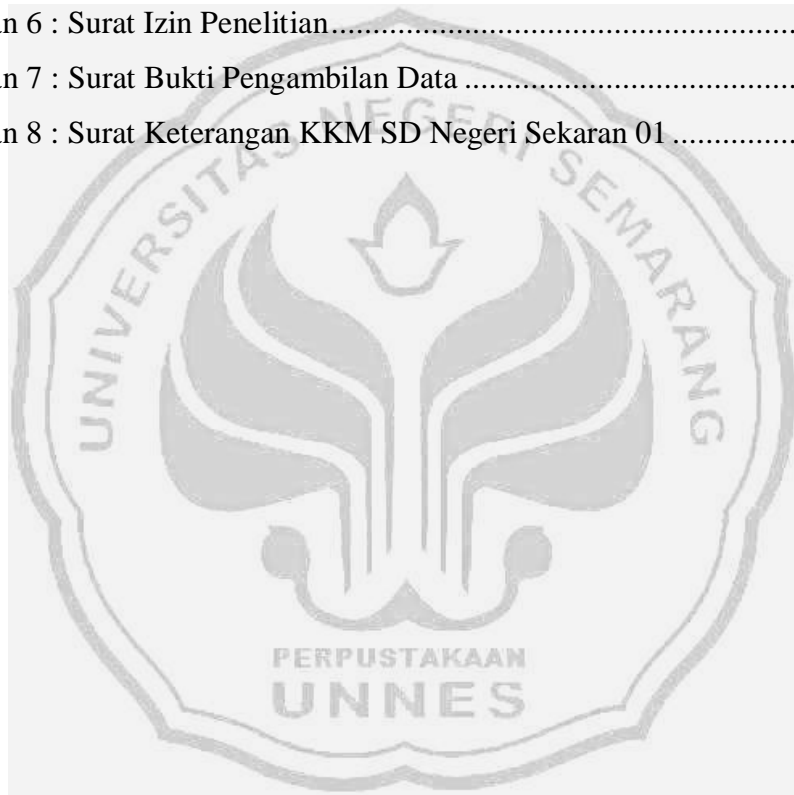 n 6 : Surat Izin Penelitian..................................................
n 7 : Surat Bukti Pengambilan Data ....................................
n 8 : Surat Keterangan KKM SD Negeri Sekaran 01 ...............
UNIVERSITAS NEGERI SEMARANG
PERPUSTAKAAN
UNNES